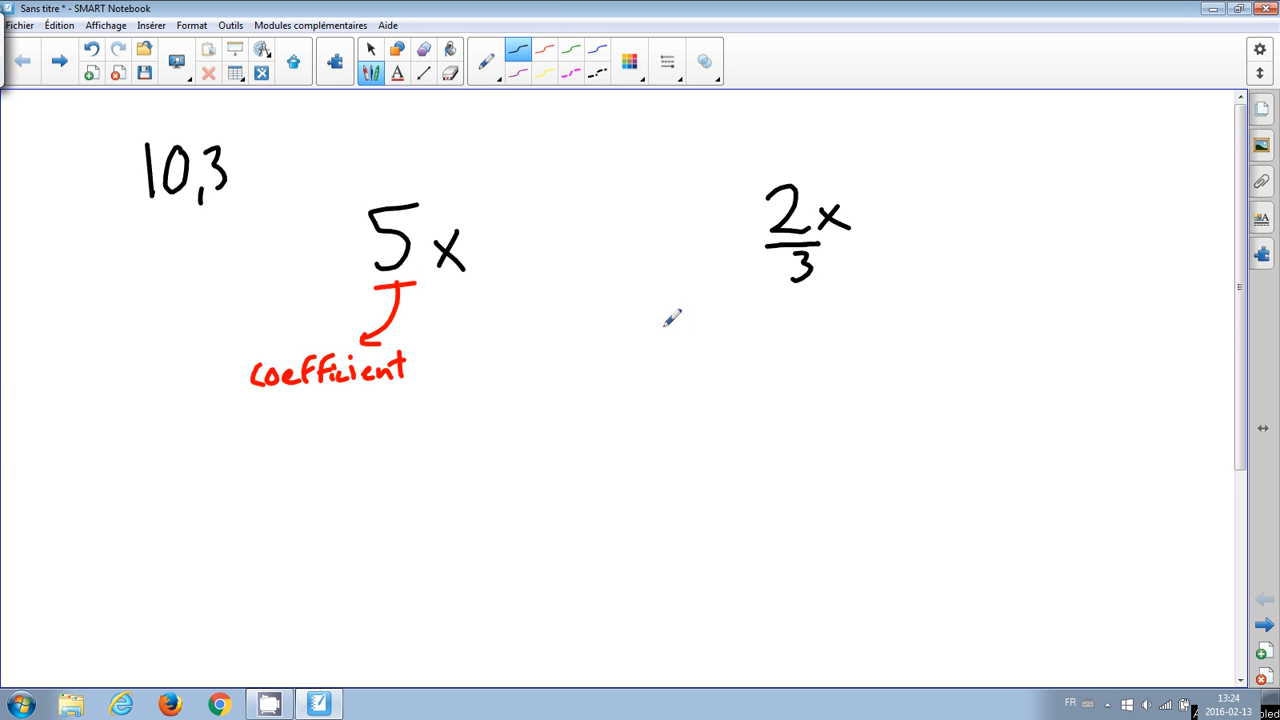 Sans titre * - SMART Notebook
Fichier Édition Affichage Insérer Format Outils Modules complémentaires Aide
10,3
5x
2x
3
coefficient
FR
13:24
2016-02-13